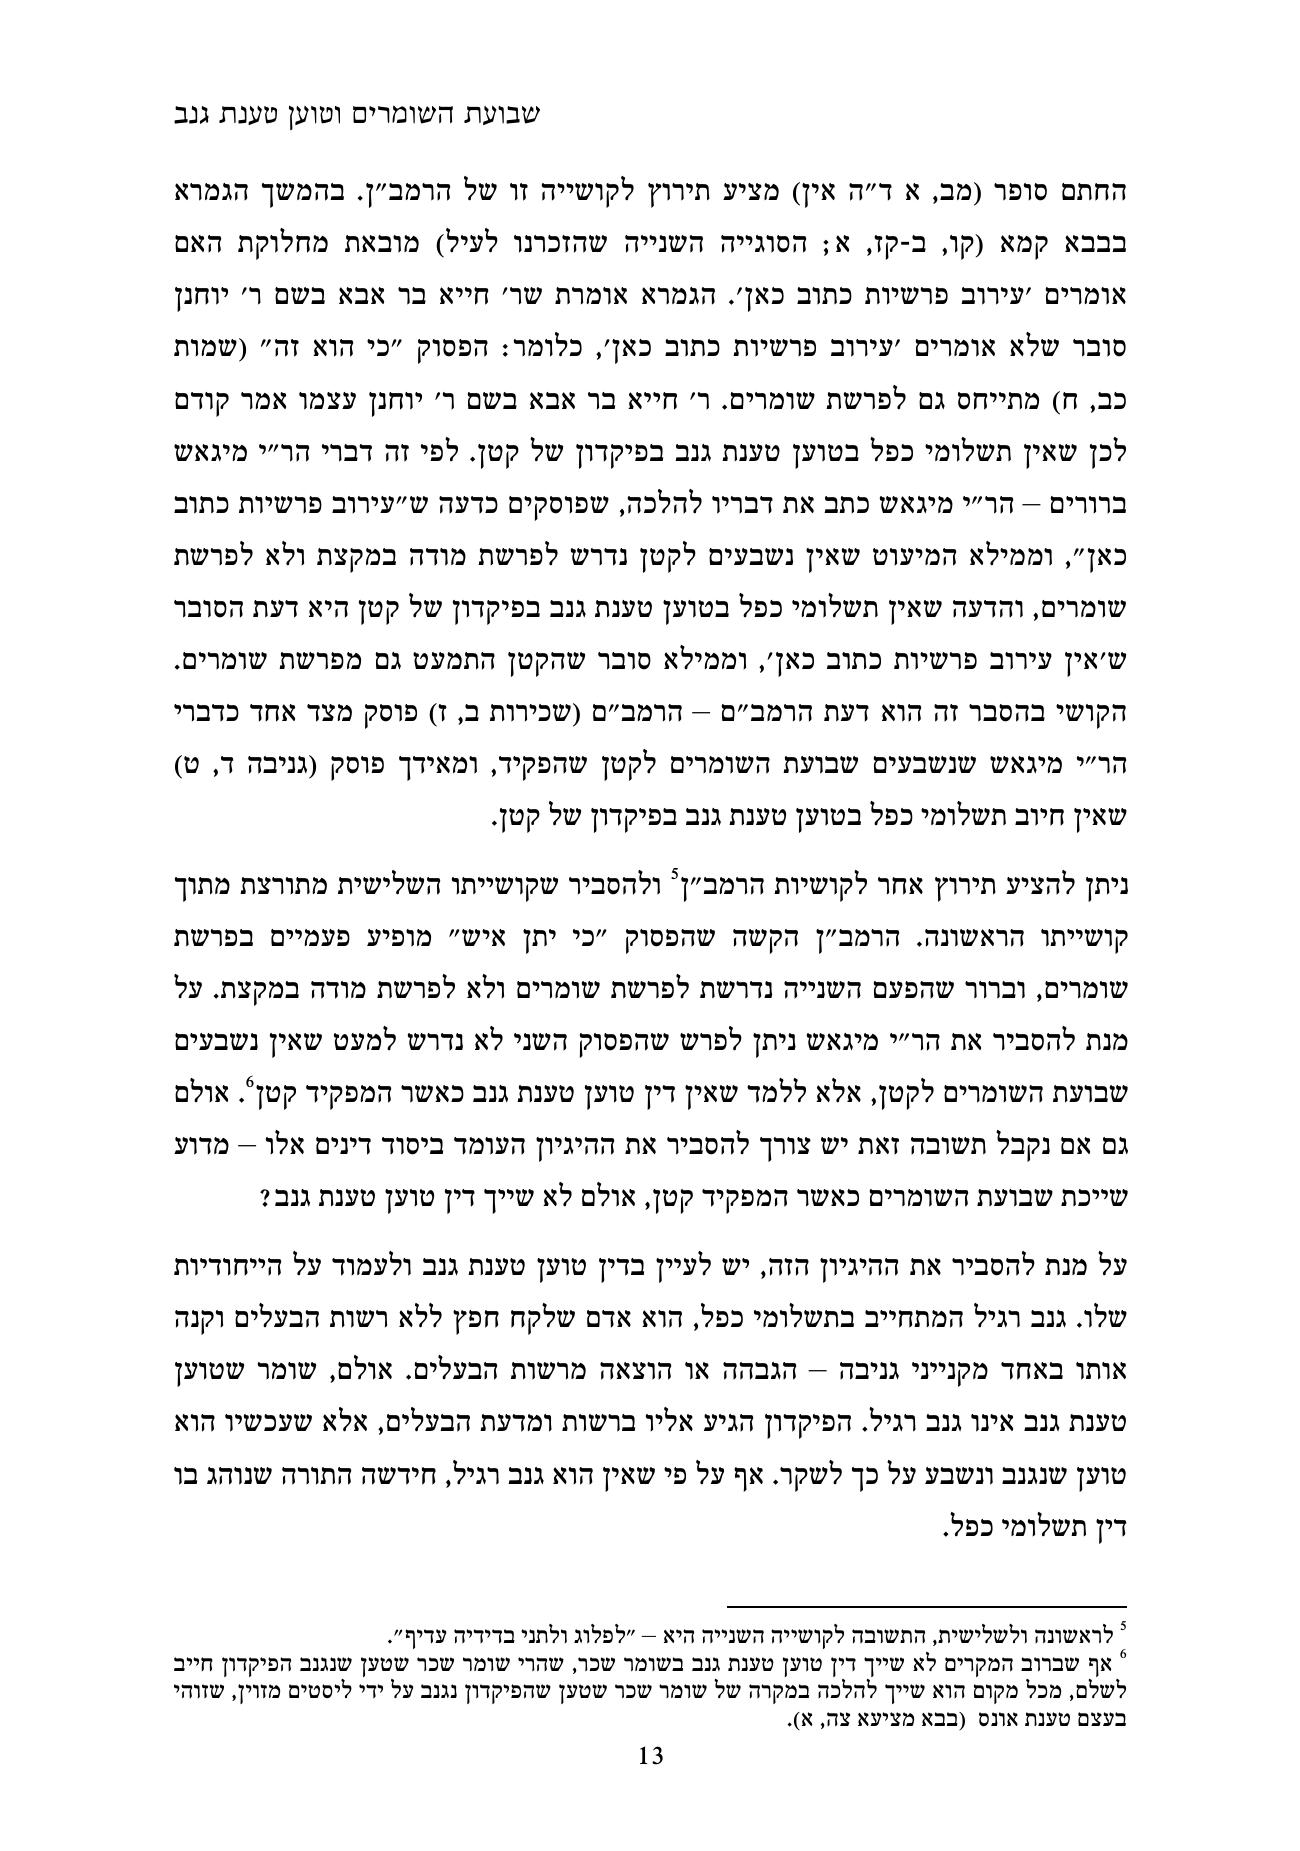 שבועת השומרים וטוען טענת גנב
החתם סופר (מב, א ד״ה אין) מציע תירוץ לקושייה זו של הרמב״ן. בהמשך הגמרא
בבבא קמא (קו, ב-קז, א; הסוגייה השנייה שהזכרנו לעיל) מובאת מחלוקת האם
אומרים ׳עירוב פרשיות כתוב כאן׳. הגמרא אומרת שר׳ חייא בר אבא בשם ר׳ יוחנן
סובר שלא אומרים ׳עירוב פרשיות כתוב כאן׳, כלומר: הפסוק ״כי הוא זה״ (שמות
כב, ח) מתייחס גם לפרשת שומרים. ר׳ חייא בר אבא בשם ר׳ יוחנן עצמו אמר קודם
לכן שאין תשלומי כפל בטוען טענת גנב בפיקדון של קטן. לפי זה דברי הר״י מיגאש
ברורים – הר״י מיגאש כתב את דבריו להלכה, שפוסקים כדעה ש״עירוב פרשיות כתוב
כאן״, וממילא המיעוט שאין נשבעים לקטן נדרש לפרשת מודה במקצת ולא לפרשת
שומרים, והדעה שאין תשלומי כפל בטוען טענת גנב בפיקדון של קטן היא דעת הסובר
ש׳אין עירוב פרשיות כתוב כאן׳, וממילא סובר שהקטן התמעט גם מפרשת שומרים.
הקושי בהסבר זה הוא דעת הרמב״ם – הרמב״ם (שכירות ב, ז) פוסק מצד אחד כדברי
הר״י מיגאש שנשבעים שבועת השומרים לקטן שהפקיד, ומאידך פוסק (גניבה ד, ט)
שאין חיוב תשלומי כפל בטוען טענת גנב בפיקדון של קטן.
ניתן להציע תירוץ אחר לקושיות הרמב״ן5 ולהסביר שקושייתו השלישית מתורצת מתוך
קושייתו הראשונה. הרמב״ן הקשה שהפסוק ״כי יתן איש״ מופיע פעמיים בפרשת
שומרים, וברור שהפעם השנייה נדרשת לפרשת שומרים ולא לפרשת מודה במקצת. על
מנת להסביר את הר״י מיגאש ניתן לפרש שהפסוק השני לא נדרש למעט שאין נשבעים
שבועת השומרים לקטן, אלא ללמד שאין דין טוען טענת גנב כאשר המפקיד קטן6. אולם
גם אם נקבל תשובה זאת יש צורך להסביר את ההיגיון העומד ביסוד דינים אלו – מדוע
שייכת שבועת השומרים כאשר המפקיד קטן, אולם לא שייך דין טוען טענת גנב?
על מנת להסביר את ההיגיון הזה, יש לעיין בדין טוען טענת גנב ולעמוד על הייחודיות
שלו. גנב רגיל המתחייב בתשלומי כפל, הוא אדם שלקח חפץ ללא רשות הבעלים וקנה
אותו באחד מקנייני גניבה – הגבהה או הוצאה מרשות הבעלים. אולם, שומר שטוען
טענת גנב אינו גנב רגיל. הפיקדון הגיע אליו ברשות ומדעת הבעלים, אלא שעכשיו הוא
טוען שנגנב ונשבע על כך לשקר. אף על פי שאין הוא גנב רגיל, חידשה התורה שנוהג בו
דין תשלומי כפל.
5 לראשונה ולשלישית, התשובה לקושייה השנייה היא – ״לפלוג ולתני בדידיה עדיף״.
6 אף שברוב המקרים לא שייך דין טוען טענת גנב בשומר שכר, שהרי שומר שכר שטען שנגנב הפיקדון חייב
לשלם, מכל מקום הוא שייך להלכה במקרה של שומר שכר שטען שהפיקדון נגנב על ידי ליסטים מזוין, שזוהי
בעצם טענת אונס (בבא מציעא צה, א).
13